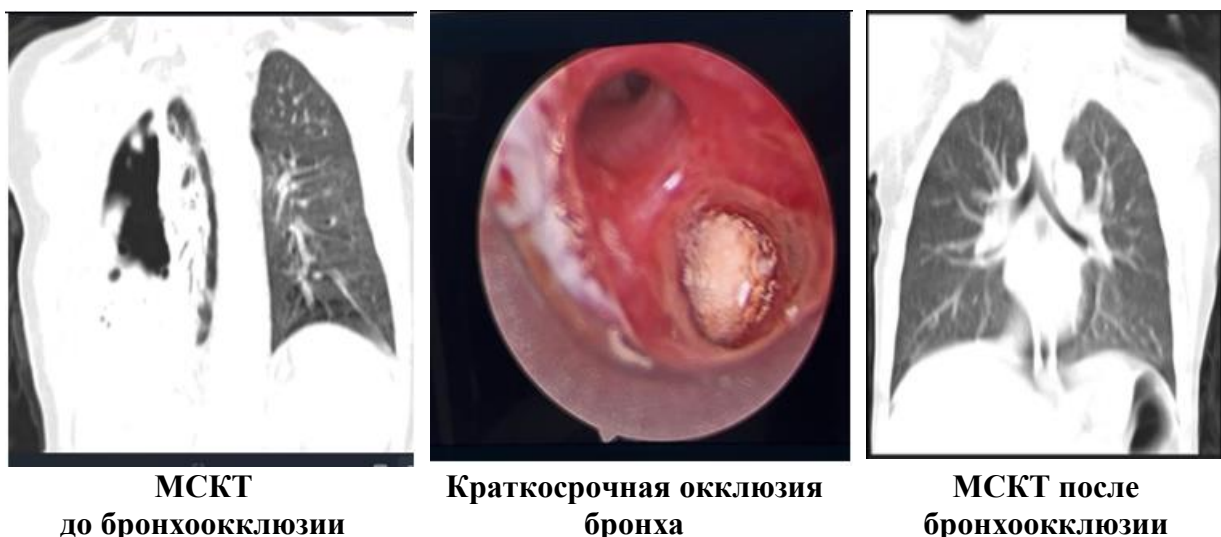 МСКТ
до бронхоокклюзии
Краткосрочная окклюзия
бронха
МСКТ после
бронхоокклюзии